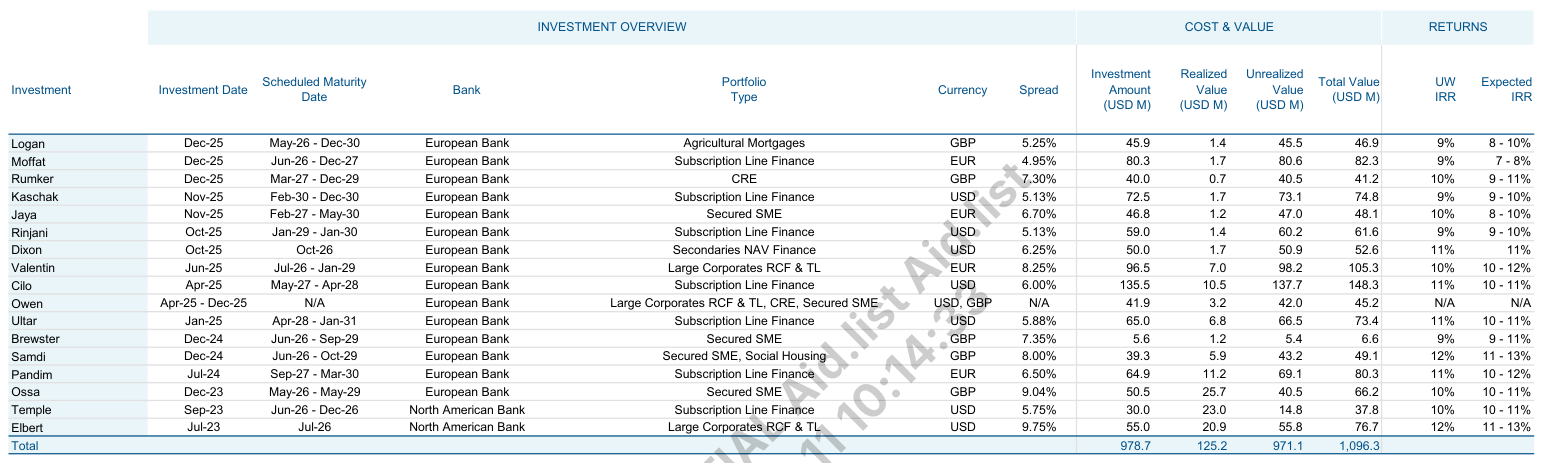 INVESTMENT OVERVIEW COST & VALUE RETURNS
Investment Investment Date Scheduled Maturity Date Bank Portfolio Type Currency Spread Investment Amount (USD M) Realized Value (USD M) Unrealized Value (USD M) Total Value (USD M) UW IRR Expected IRR
Logan Dec-25 May-26 - Dec-30 European Bank Agricultural Mortgages GBP 5.25% 45.9 1.4 45.5 46.9 9% 8 - 10%
Moffat Dec-25 Jun-26 - Dec-27 European Bank Subscription Line Finance EUR 4.95% 80.3 1.7 80.6 82.3 9% 7 - 8%
Rumker Dec-25 Mar-27 - Dec-29 European Bank CRE GBP 7.30% 40.0 0.7 40.5 41.2 10% 9 - 11%
Kaschak Nov-25 Feb-30 - Dec-30 European Bank Subscription Line Finance USD 5.13% 72.5 1.7 73.1 74.8 9% 9 - 10%
Jaya Nov-25 Feb-27 - May-30 European Bank Secured SME EUR 6.70% 46.8 1.2 47.0 48.1 10% 8 - 10%
Rinjani Oct-25 Jan-29 - Jan-30 European Bank Subscription Line Finance USD 5.13% 59.0 1.4 60.2 61.6 9% 9 - 10%
Dixon Oct-25 Oct-26 European Bank Secondaries NAV Finance USD 6.25% 50.0 1.7 50.9 52.6 11% 11%
Valentin Jun-25 Jul-26 - Jan-29 European Bank Large Corporates RCF & TL EUR 8.25% 96.5 7.0 98.2 105.3 10% 10 - 12%
Cilo Apr-25 May-27 - Apr-28 European Bank Subscription Line Finance USD 6.00% 135.5 10.5 137.7 148.3 11% 10 - 11%
Owen Apr-25 - Dec-25 N/A European Bank Large Corporates RCF & TL, CRE, Secured SME USD, GBP N/A 41.9 3.2 42.0 45.2 N/A N/A
Ultar Jan-25 Apr-28 - Jan-31 European Bank Subscription Line Finance USD 5.88% 65.0 6.8 66.5 73.4 11% 10 - 11%
Brewster Dec-24 Jun-26 - Sep-29 European Bank Secured SME GBP 7.35% 5.6 1.2 5.4 6.6 9% 9 - 11%
Samdi Dec-24 Jun-26 - Oct-29 European Bank Secured SME, Social Housing GBP 8.00% 39.3 5.9 43.2 49.1 12% 11 - 13%
Pandim Jul-24 Sep-27 - Mar-30 European Bank Subscription Line Finance EUR 6.50% 64.9 11.2 69.1 80.3 11% 10 - 12%
Ossa Dec-23 May-26 - May-29 European Bank Secured SME GBP 9.04% 50.5 25.7 40.5 66.2 10% 10 - 11%
Temple Sep-23 Jun-26 - Dec-26 North American Bank Subscription Line Finance USD 5.75% 30.0 23.0 14.8 37.8 10% 10 - 11%
Elbert Jul-23 Jul-26 North American Bank Large Corporates RCF & TL USD 9.75% 55.0 20.9 55.8 76.7 12% 11 - 13%
Total 978.7 125.2 971.1 1,096.3
Aid.list Aid.list
11 10:14:33